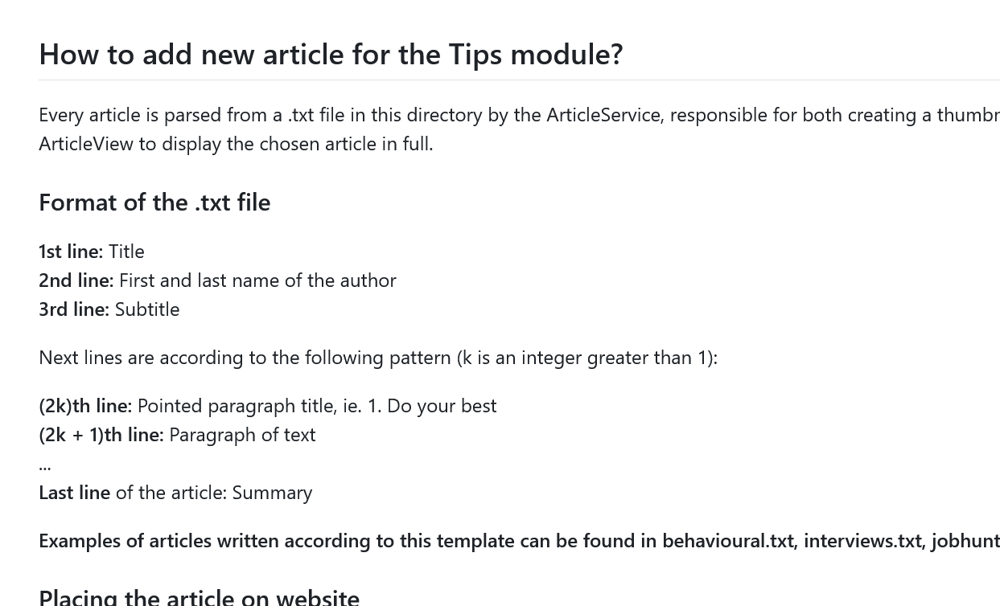 How to add new article for the Tips module?
Every article is parsed from a .txt file in this directory by the ArticleService, responsible for both creating a
ArticleView to display the chosen article in full.
Format of the .txt file
1st line: Title
2nd line: First and last name of the author
3rd line: Subtitle
Next lines are according to the following pattern (k is an integer greater than 1):
(2k)th line: Pointed paragraph title, ie. 1. Do your best
(2k + 1)th line: Paragraph of text
...
Last line of the article: Summary
Examples of articles written according to this template can be found in behavioural.txt, interviews.txt, jobhunt
Placing the article on website